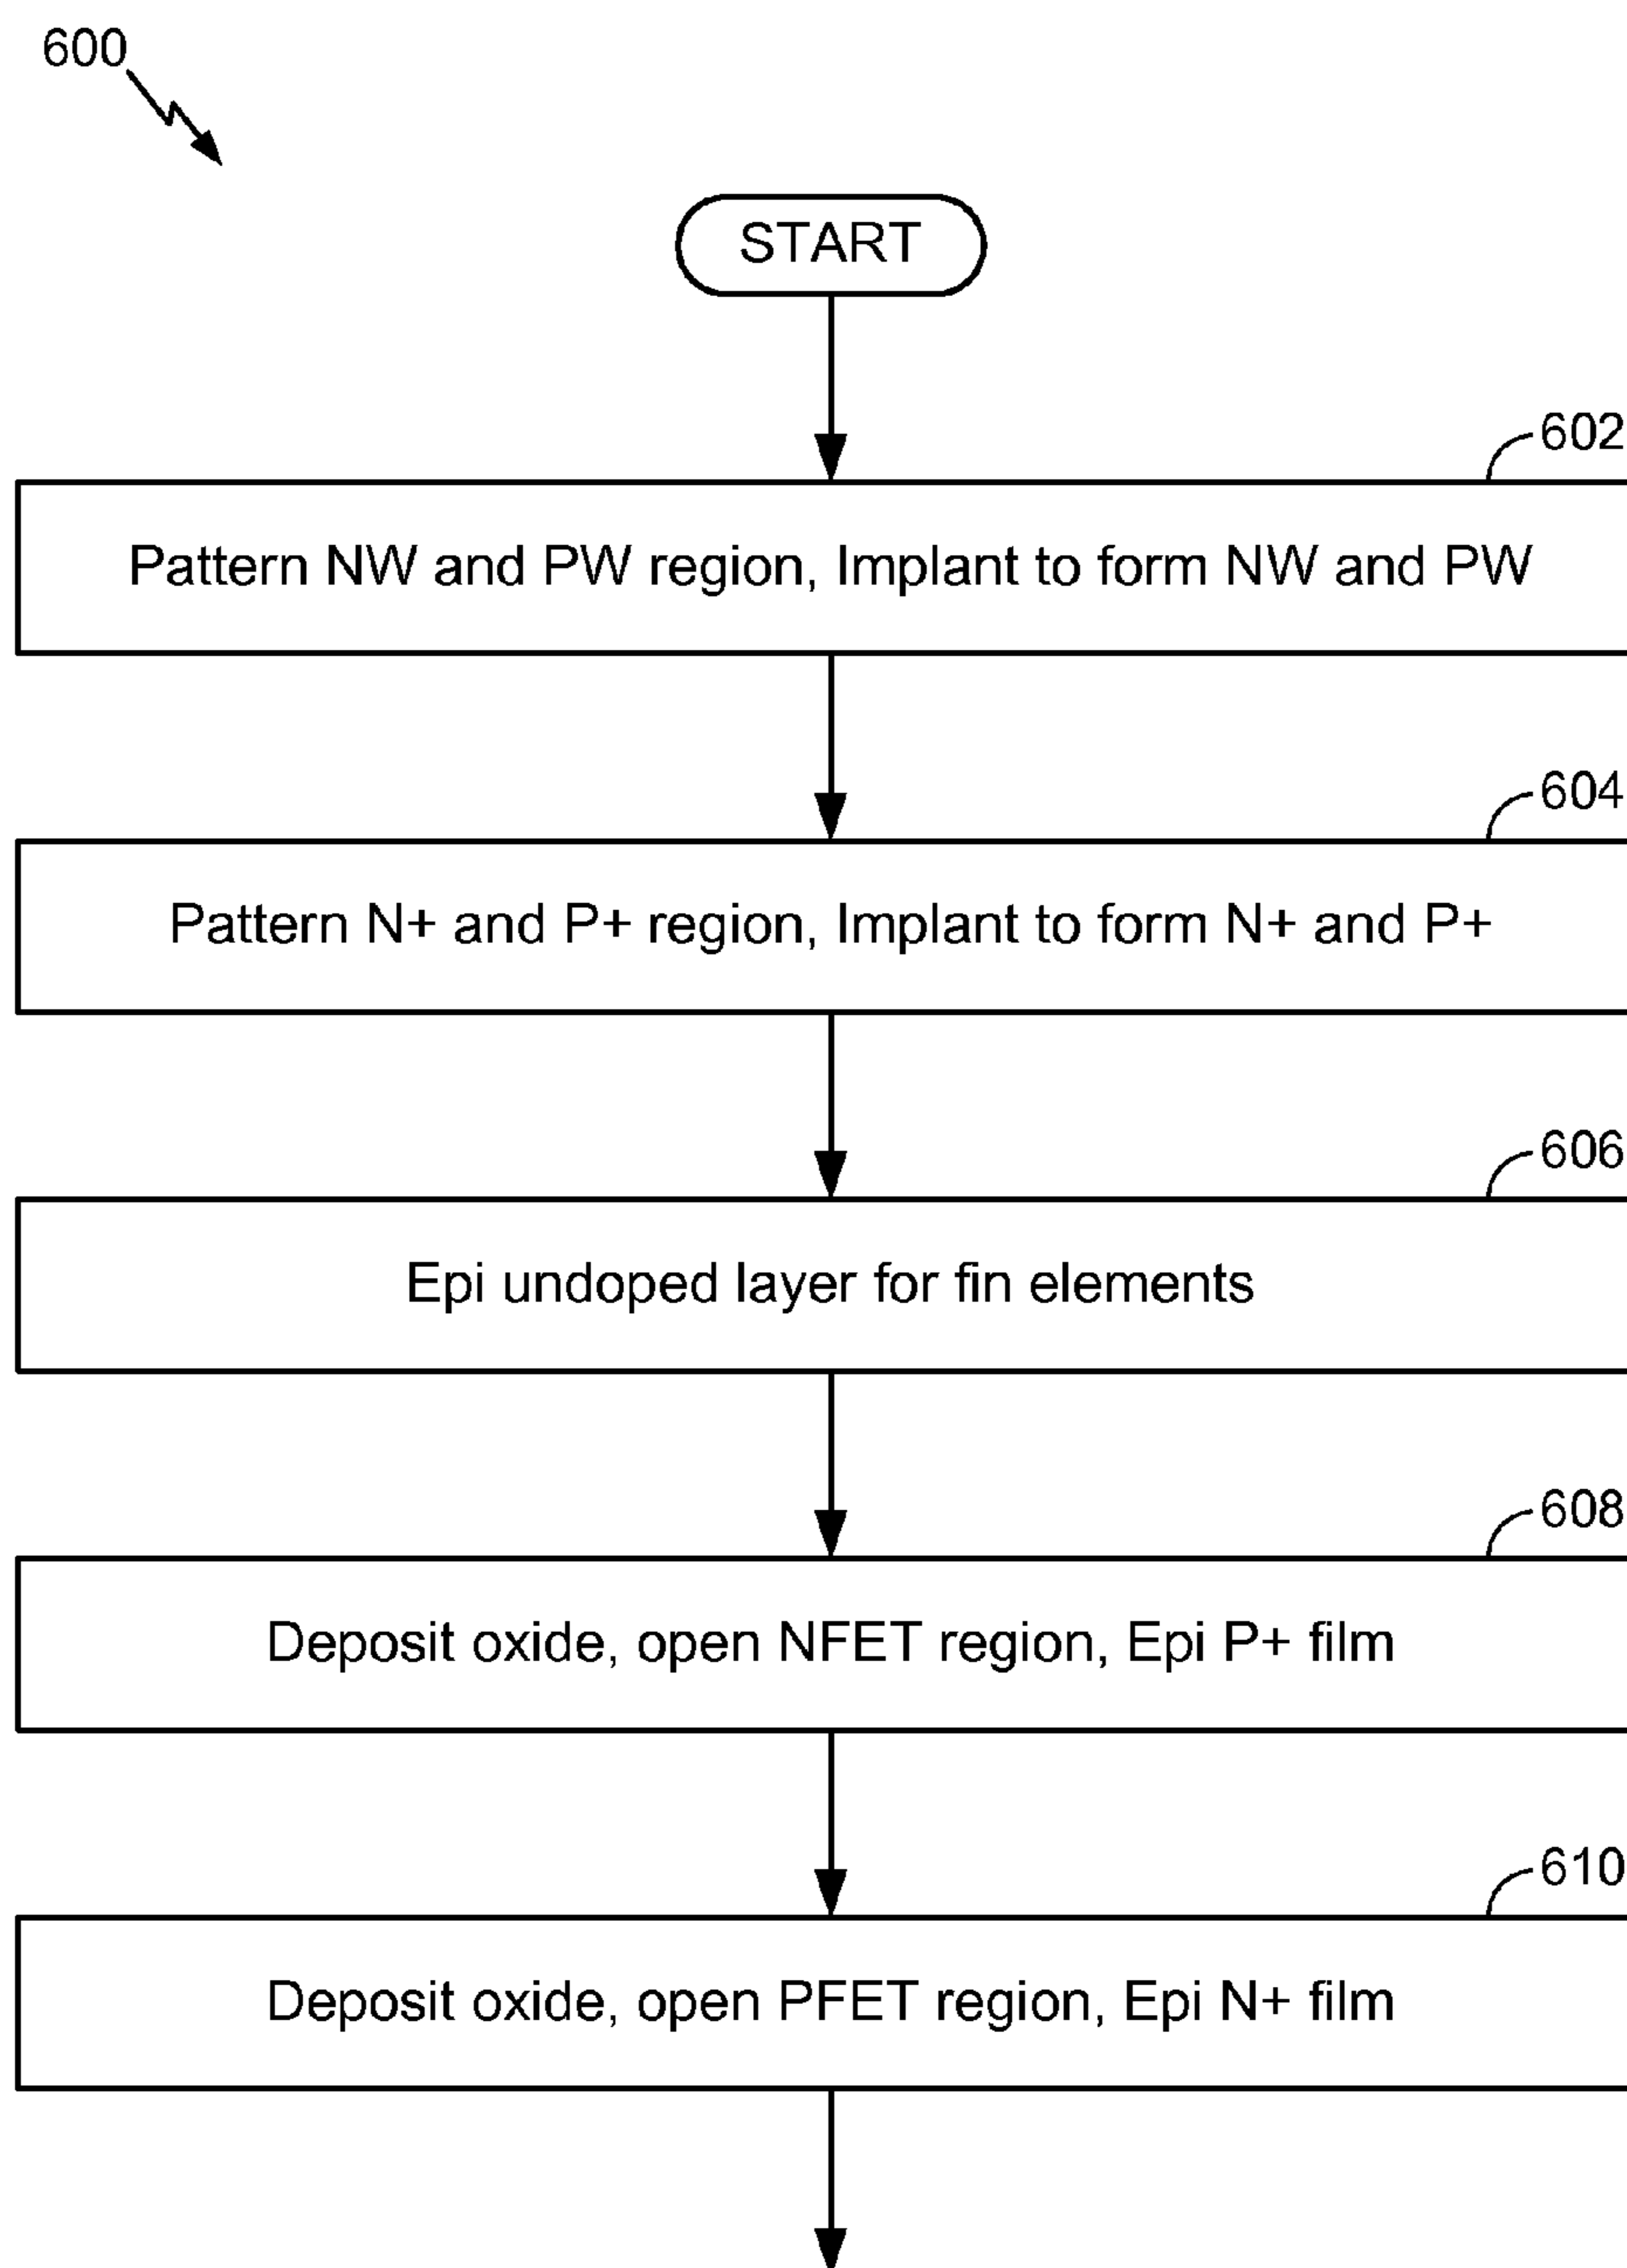 600
START
602
Pattern NW and PW region, Implant to form NW and PW
604
Pattern N+ and P+ region, Implant to form N+ and P+
606
Epi undoped layer for fin elements
608
Deposit oxide, open NFET region, Epi P+ film
610
Deposit oxide, open PFET region, Epi N+ film